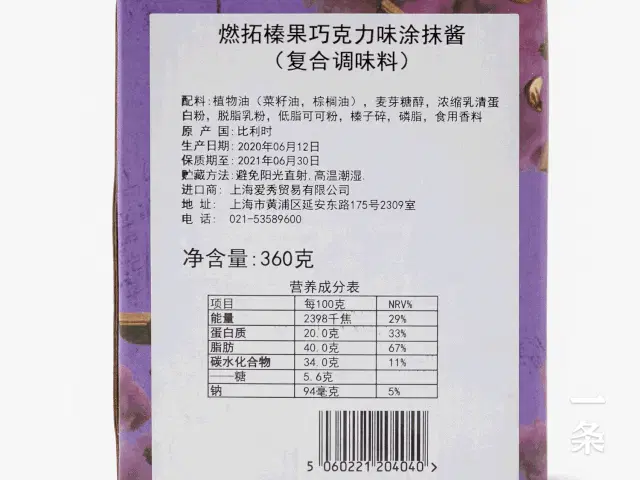 燃拓榛果巧克力味涂抹酱
（复合调味料）
配料:植物油（菜籽油，棕榈油），麦芽糖醇，浓缩乳清蛋
白粉，脱脂乳粉，低脂可可粉，榛子碎，磷脂，食用香料
原 产 国:比利时
生产日期:2020年06月12日
保质期至:2021年06月30日
贮藏方法:避免阳光直射,高温潮湿.
进口商: 上海爱秀贸易有限公司
地 址: 上海市黄浦区延安东路175号2309室
电 话: 021-53589600
净含量:360克
营养成分表
项目 每100克 NRV%
能量 2398千焦 29%
蛋白质 20.0克 33%
脂肪 40.0克 67%
碳水化合物 34.0克 11%
——糖 5.6克
钠 94毫克 5%
5 060221 204040 >
一条